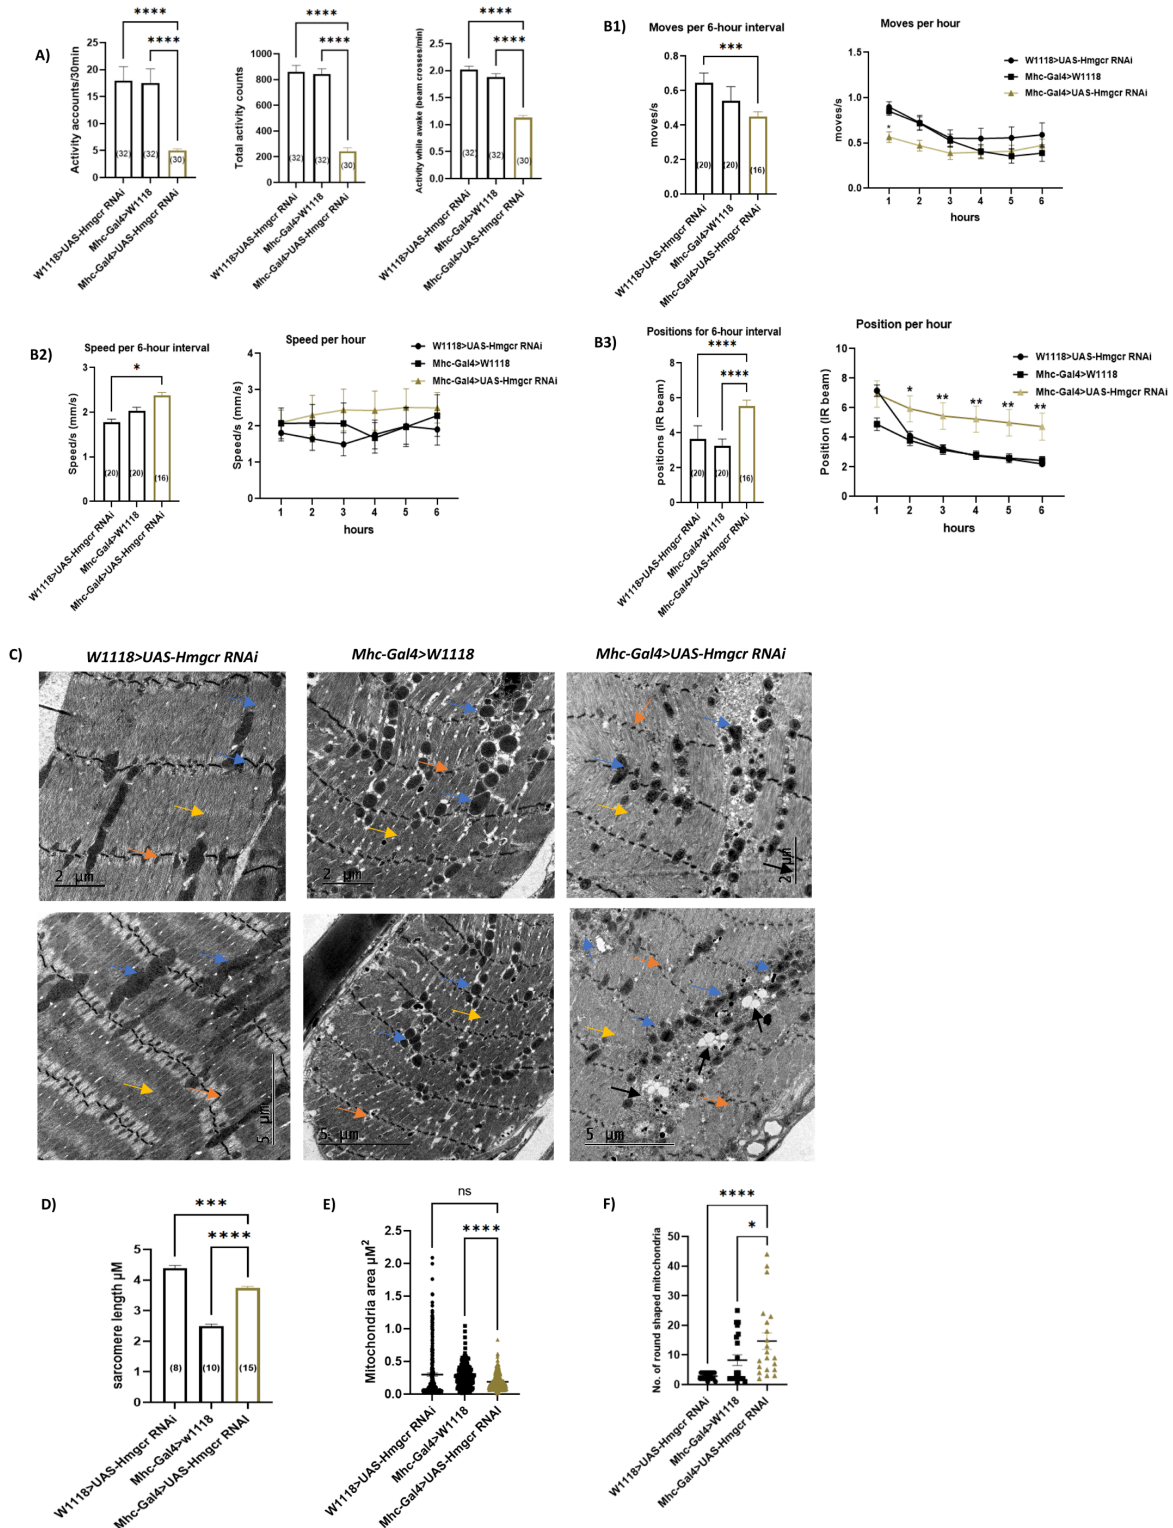 A)
****
****
Activity accounts/30min
25
20
15
10
5
0
(32)
(32)
(30)
W1118>UAS-Hmgcr RNAi
Mhc-Gal4>W1118
Mhc-Gal4>UAS-Hmgcr RNAi
****
****
Total activity counts
1000
800
600
400
200
0
(32)
(32)
(30)
W1118>UAS-Hmgcr RNAi
Mhc-Gal4>W1118
Mhc-Gal4>UAS-Hmgcr RNAi
****
****
Activity while awake (beam crosses/min)
2.5
2.0
1.5
1.0
0.5
0.0
(32)
(32)
(30)
W1118>UAS-Hmgcr RNAi
Mhc-Gal4>W1118
Mhc-Gal4>UAS-Hmgcr RNAi
B1)
Moves per 6-hour interval
***
moves/s
0.8
0.6
0.4
0.2
0.0
(20)
(20)
(16)
W1118>UAS-Hmgcr RNAi
Mhc-Gal4>W1118
Mhc-Gal4>UAS-Hmgcr RNAi
Moves per hour
W1118>UAS-Hmgcr RNAi
Mhc-Gal4>W1118
Mhc-Gal4>UAS-Hmgcr RNAi
moves/s
1.5
1.0
0.5
0.0
*
1 2 3 4 5 6
hours
B2)
Speed per 6-hour interval
*
Speed/s (mm/s)
3
2
1
0
(20)
(20)
(16)
W1118>UAS-Hmgcr RNAi
Mhc-Gal4>W1118
Mhc-Gal4>UAS-Hmgcr RNAi
Speed per hour
W1118>UAS-Hmgcr RNAi
Mhc-Gal4>W1118
Mhc-Gal4>UAS-Hmgcr RNAi
Speed/s (mm/s)
4
3
2
1
0
1 2 3 4 5 6
hours
B3)
Positions for 6-hour interval
****
****
positions (IR beam)
8
6
4
2
0
(20)
(20)
(16)
W1118>UAS-Hmgcr RNAi
Mhc-Gal4>W1118
Mhc-Gal4>UAS-Hmgcr RNAi
Position per hour
W1118>UAS-Hmgcr RNAi
Mhc-Gal4>W1118
Mhc-Gal4>UAS-Hmgcr RNAi
Position (IR beam)
10
8
6
4
2
0
* ** ** ** **
1 2 3 4 5 6
hours
C)
W1118>UAS-Hmgcr RNAi
Mhc-Gal4>W1118
Mhc-Gal4>UAS-Hmgcr RNAi
2 µm
2 µm
2 µm
5 µm
5 µm
5 µm
D)
***
****
sarcomere length µM
5
4
3
2
1
0
(8)
(10)
(15)
W1118>UAS-Hmgcr RNAi
Mhc-Gal4>w1118
Mhc-Gal4>UAS-Hmgcr RNAI
E)
ns
****
Mitochondria area µM²
2.5
2.0
1.5
1.0
0.5
0.0
W1118>UAS-Hmgcr RNAi
Mhc-Gal4>W1118
Mhc-Gal4>UAS-Hmgcr RNAI
F)
****
*
No. of round shaped mitochondria
50
40
30
20
10
0
W1118>UAS-Hmgcr RNAi
Mhc-Gal4>W1118
Mhc-Gal4>UAS-Hmgcr RNAI